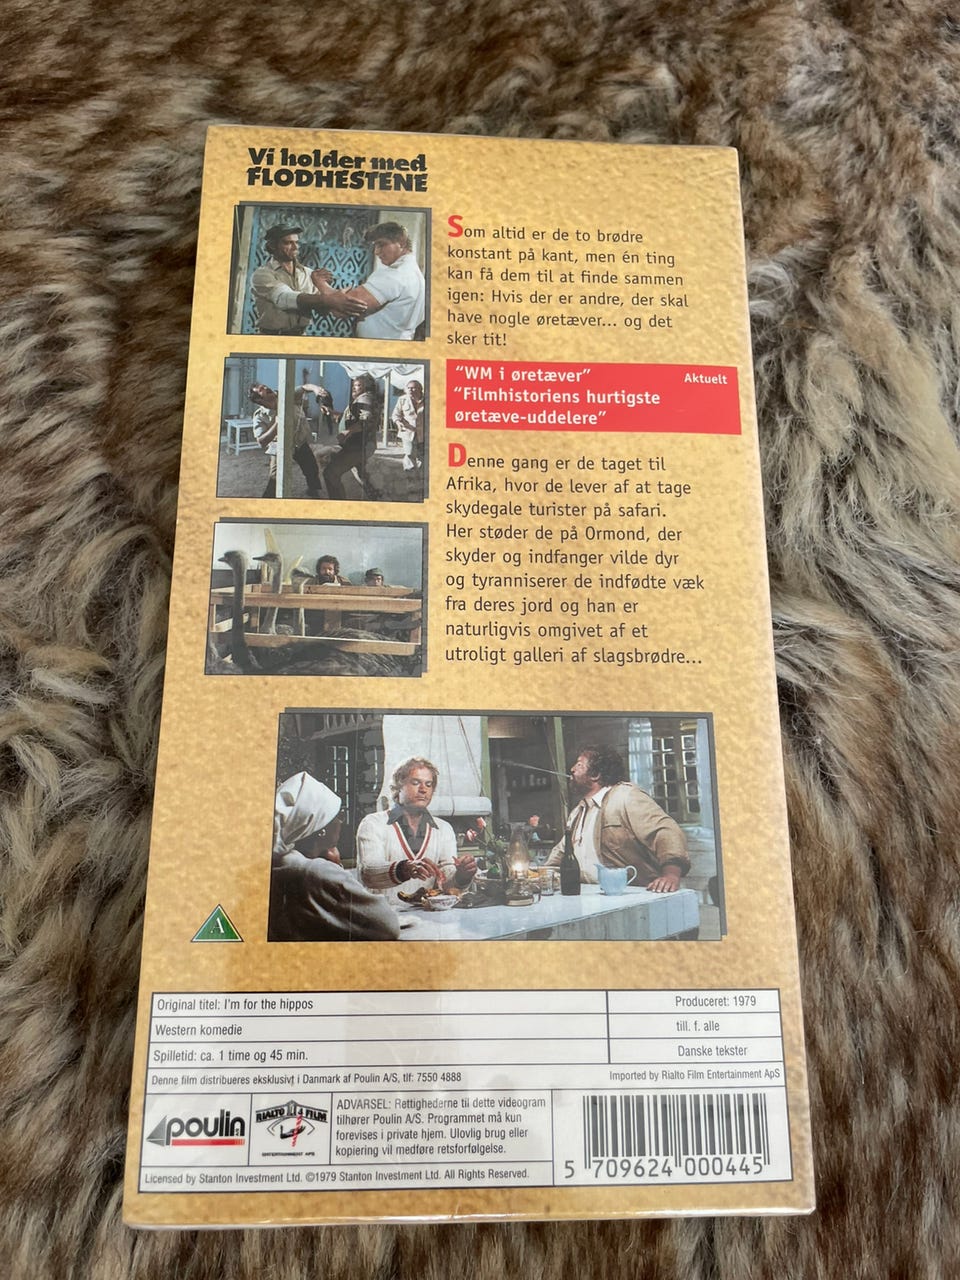 Vi holder med
FLODHESTENE
Som altid er de to brødre
konstant på kant, men én ting
kan få dem til at finde sammen
igen: Hvis der er andre, der skal
have nogle øretæver... og det
sker tit!
"WM i øretæver" Aktuelt
"Filmhistoriens hurtigste
øretæve-uddelere"
Denne gang er de taget til
Afrika, hvor de lever af at tage
skydegale turister på safari.
Her støder de på Ormond, der
skyder og indfanger vilde dyr
og tyranniserer de indfødte væk
fra deres jord og han er
naturligvis omgivet af et
utroligt galleri af slagsbrødre...
A
Original titel: I'm for the hippos Produceret: 1979
Western komedie till. f. alle
Spilletid: ca. 1 time og 45 min. Danske tekster
Denne film distribueres eksklusivt i Danmark af Poulin A/S, tlf: 7550 4888 Imported by Rialto Film Entertainment ApS
poulin
RIALTO FILM
ENTERTAINMENT APS
ADVARSEL: Rettighederne til dette videogram
tilhører Poulin A/S. Programmet må kun
forevises i private hjem. Ulovlig brug eller
kopiering vil medføre retsforfølgelse.
Licensed by Stanton Investment Ltd. ©1979 Stanton Investment Ltd. All Rights Reserved.
5 709624 000445